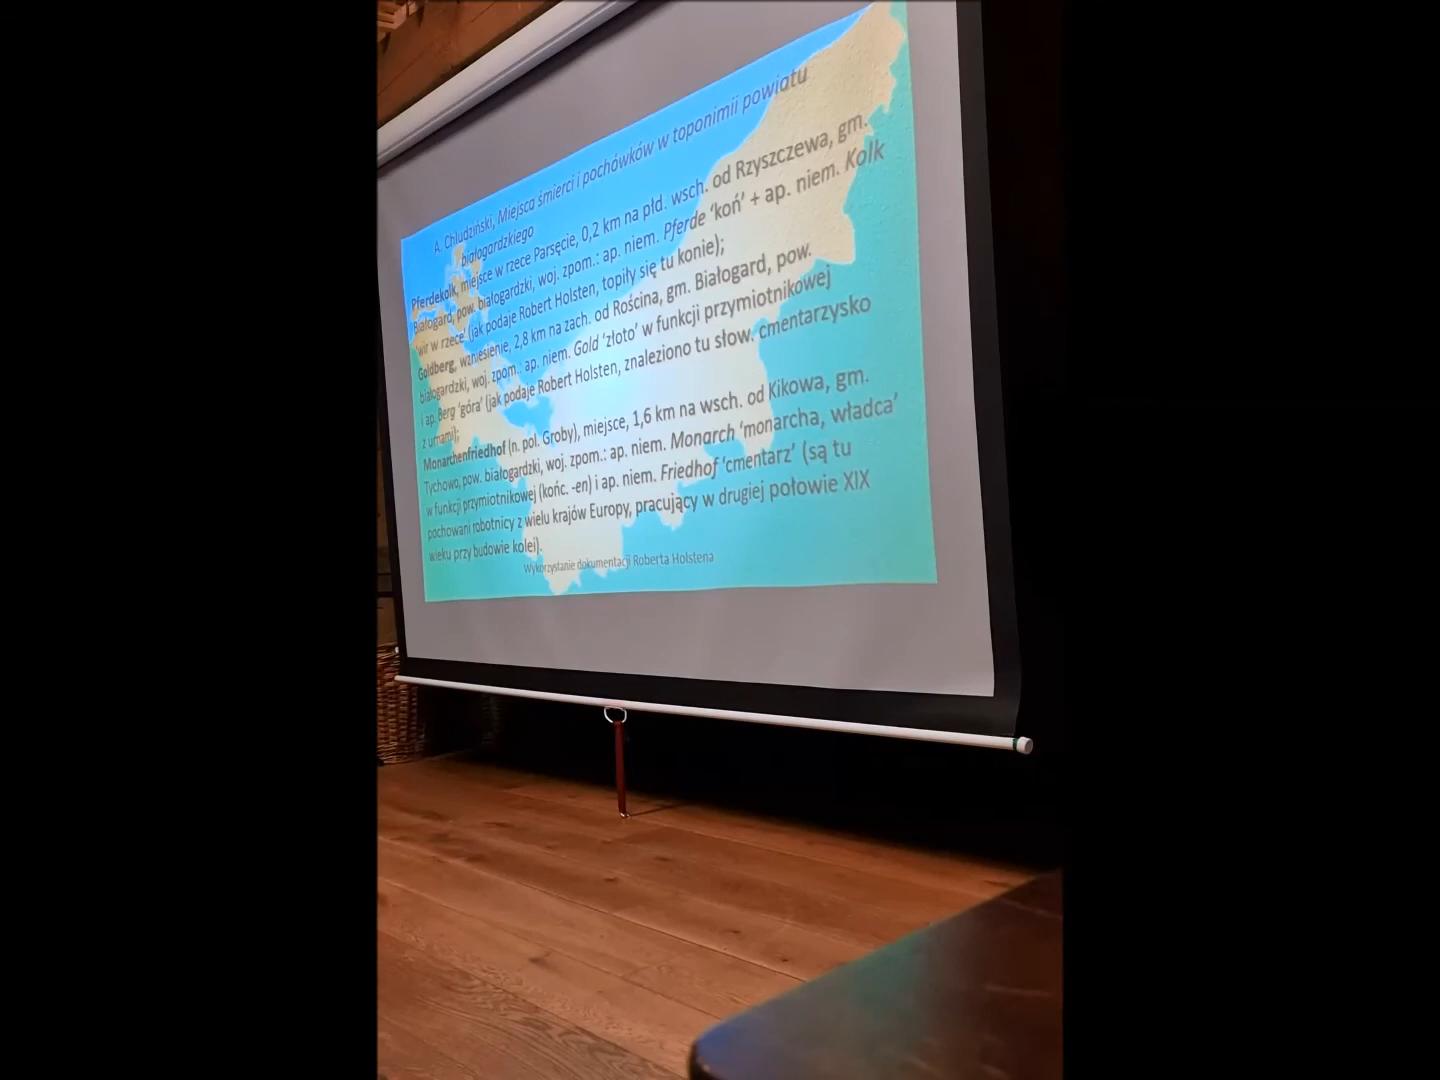 A. Chludziński, Miejsca śmierci i pochówków w toponimii powiatu
białogardzkiego
Pferdekolk, miejsce w rzece Parsęcie, 0,2 km na płd. wsch. od Rzyszczewa, gm.
Białogard, pow. białogardzki, woj. zpom.: ap. niem. Pferde ‘koń’ + ap. niem. Kolk
‘wir w rzece’ (jak podaje Robert Holsten, topiły się tu konie);
Goldberg, wzniesienie, 2,8 km na zach. od Rościna, gm. Białogard, pow.
białogardzki, woj. zpom.: ap. niem. Gold ‘złoto’ w funkcji przymiotnikowej
i ap. Berg ‘góra’ (jak podaje Robert Holsten, znaleziono tu słow. cmentarzysko
z urnami);
Monarchenfriedhof (n. pol. Groby), miejsce, 1,6 km na wsch. od Kikowa, gm.
Tychowo, pow. białogardzki, woj. zpom.: ap. niem. Monarch ‘monarcha, władca’
w funkcji przymiotnikowej (końc. -en) i ap. niem. Friedhof ‘cmentarz’ (są tu
pochowani robotnicy z wielu krajów Europy, pracujący w drugiej połowie XIX
wieku przy budowie kolei).
Wykorzystanie dokumentacji Roberta Holstena